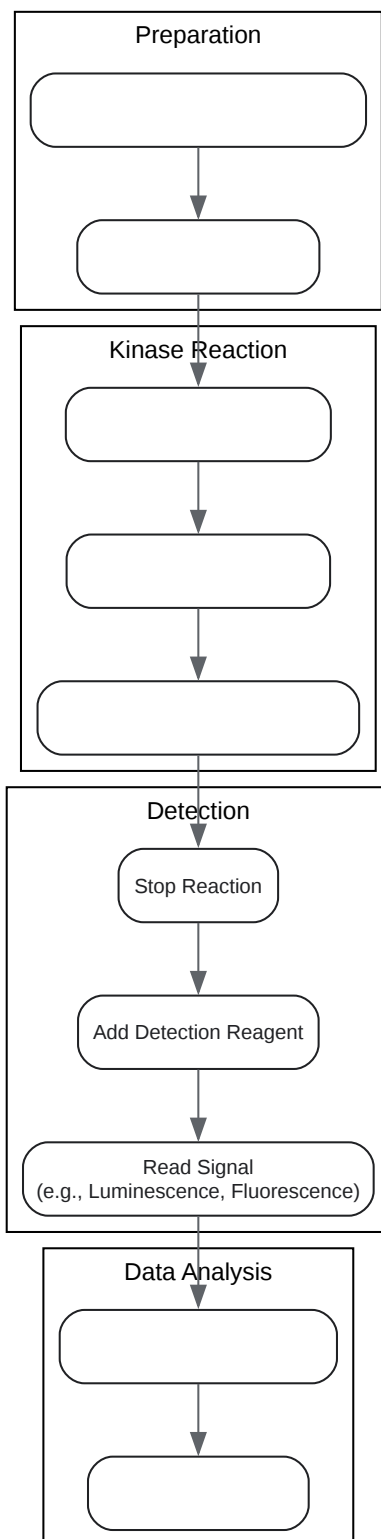 Preparation
Kinase Reaction
Detection
Stop Reaction
Add Detection Reagent
Read Signal
(e.g., Luminescence, Fluorescence)
Data Analysis